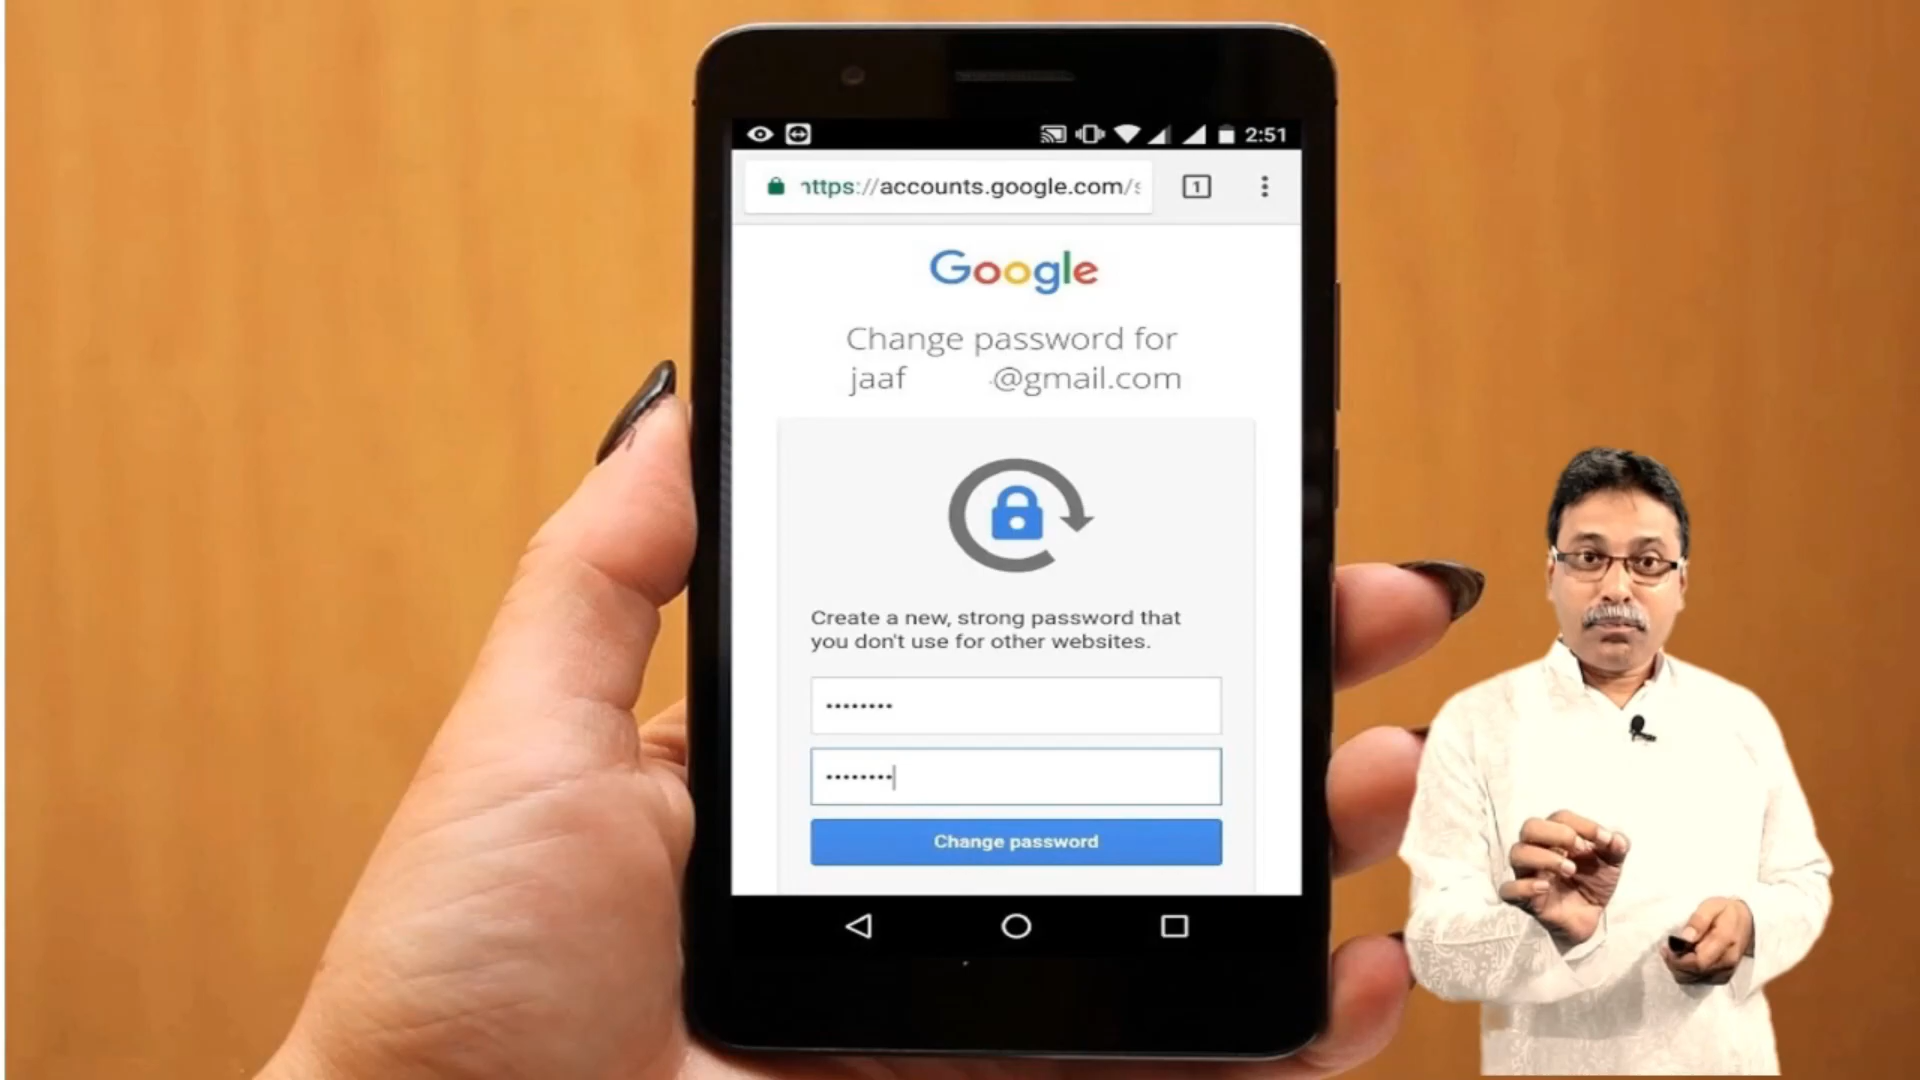 2:51
https://accounts.google.com/s
1
Google
Change password for
jaaf @gmail.com
Create a new, strong password that
you don't use for other websites.
••••••••
••••••••
Change password